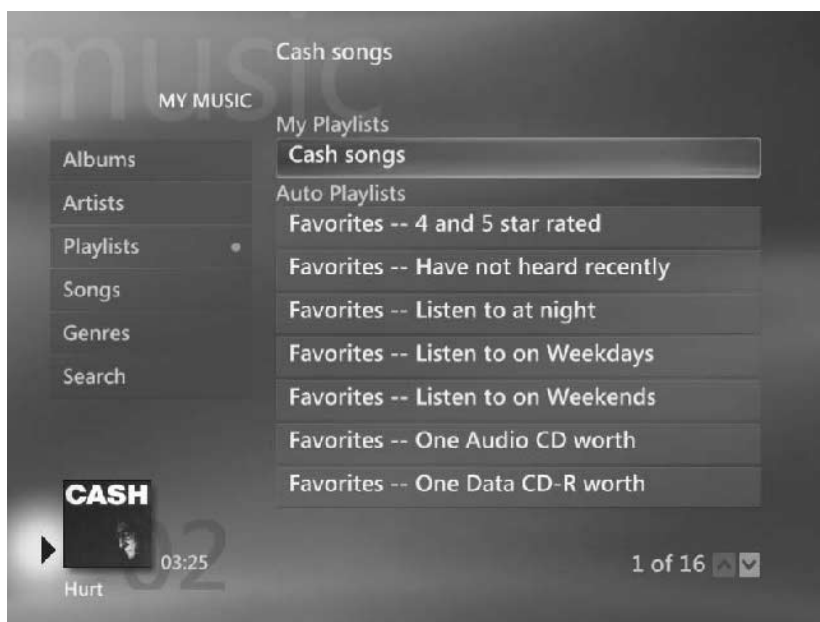 music
Cash songs
MY MUSIC
My Playlists
Cash songs
Albums
Artists
Playlists
Songs
Genres
Search
Auto Playlists
Favorites -- 4 and 5 star rated
Favorites -- Have not heard recently
Favorites -- Listen to at night
Favorites -- Listen to on Weekdays
Favorites -- Listen to on Weekends
Favorites -- One Audio CD worth
Favorites -- One Data CD-R worth
CASH
02
03:25
Hurt
1 of 16